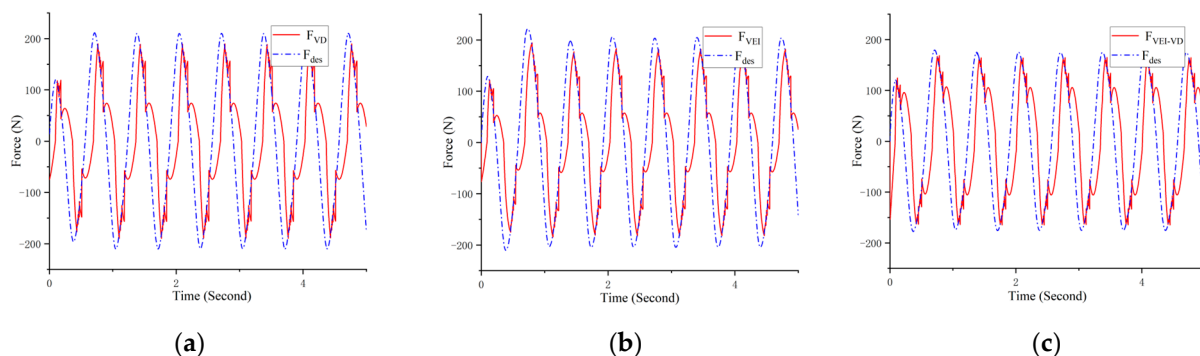 F_VD
F_des
200
100
0
−100
−200
Force (N)
0
2
4
Time (Second)
(a)
F_VEI
F_des
200
100
0
−100
−200
Force (N)
0
2
4
Time (Second)
(b)
F_VEI-VD
F_des
200
100
0
−100
−200
Force (N)
0
2
4
Time (Second)
(c)